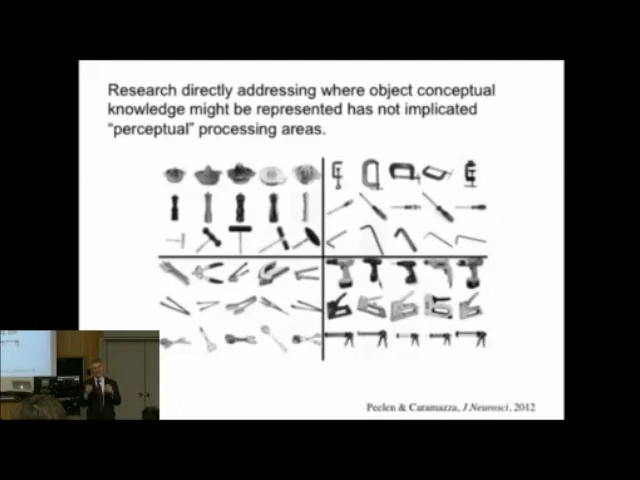 Research directly addressing where object conceptual
knowledge might be represented has not implicated
“perceptual” processing areas.
Peelen & Caramazza, J Neurosci, 2012